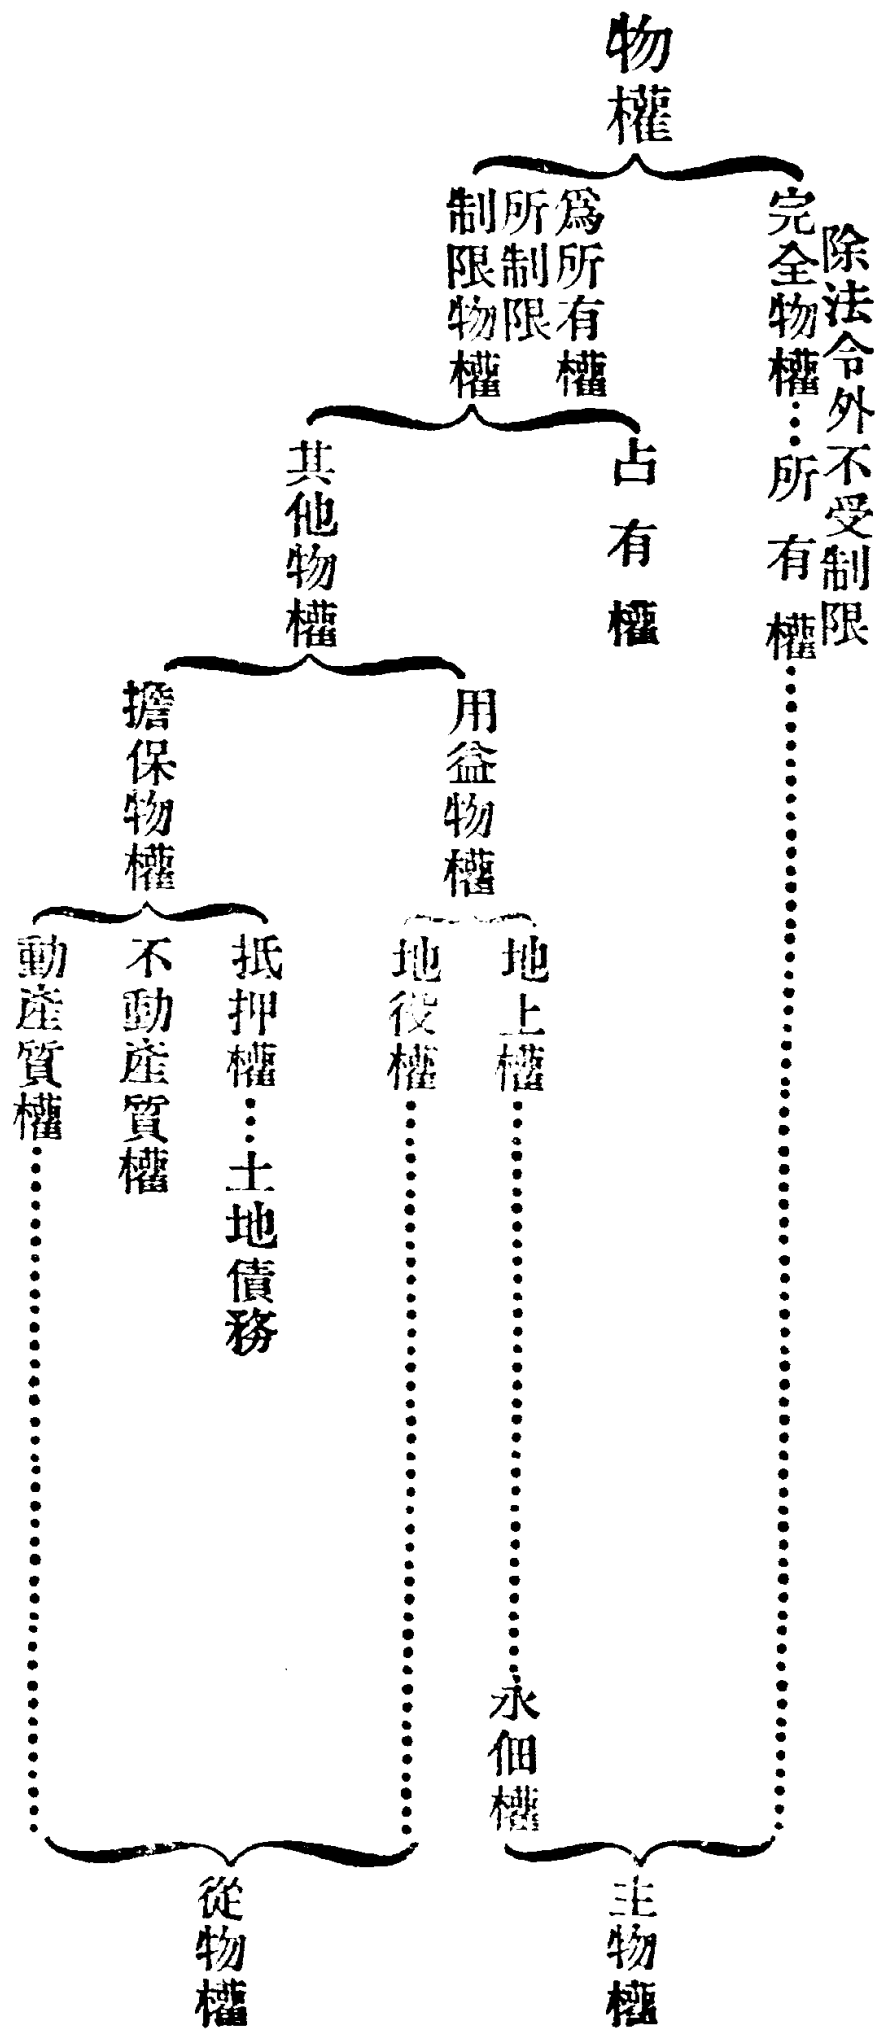 物權
除法令外不受制限
完全物權…所有權
爲所有權
所制限
制限物權
占有權
其他物權
用益物權
擔保物權
地上權
永佃權
地役權
抵押權…土地債務
不動產質權
動產質權
主物權
從物權